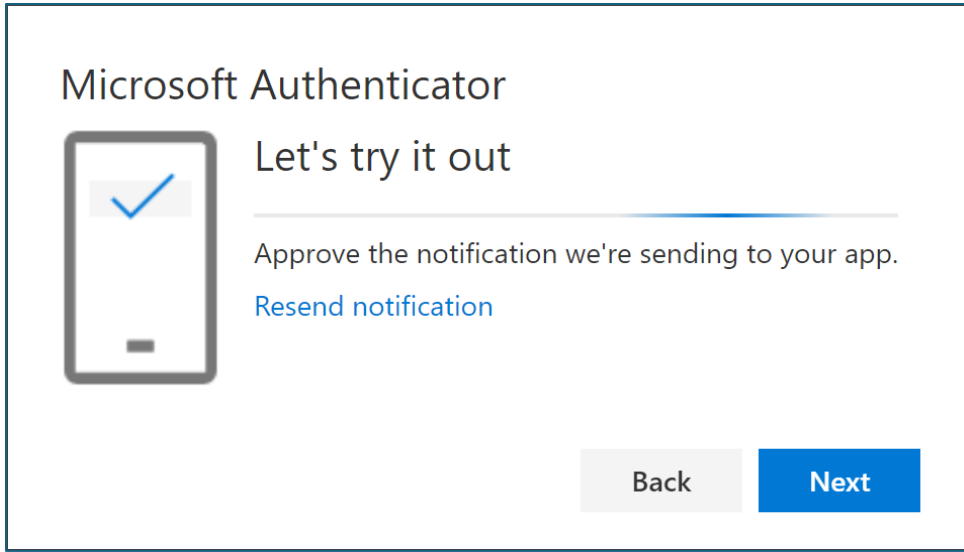 Microsoft Authenticator
Let's try it out
Approve the notification we're sending to your app.
Resend notification
Back
Next